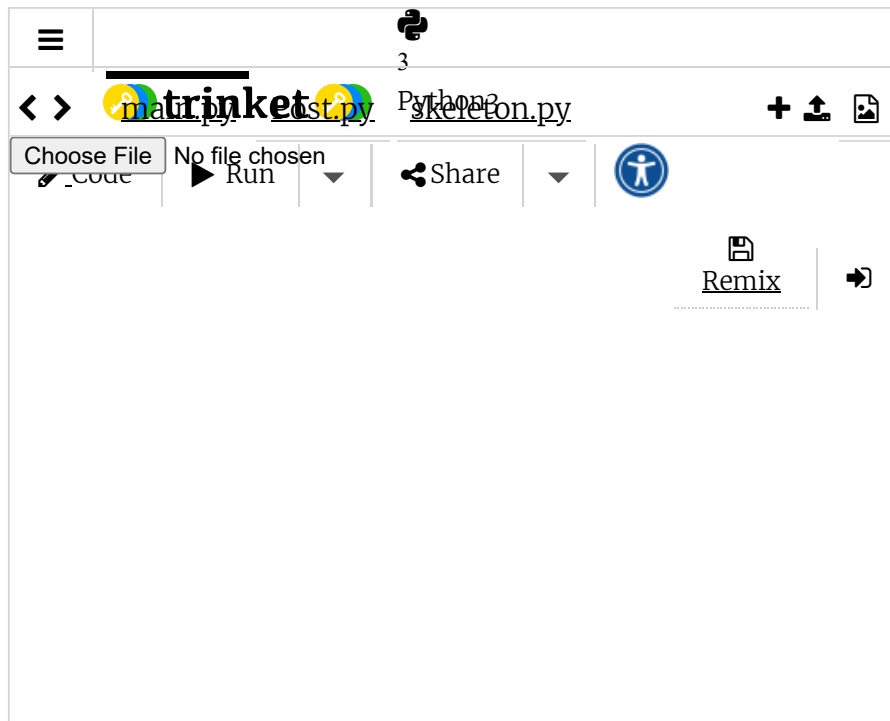 3
Python3
trinket
main.py cost.py skeleton.py
Choose File No file chosen
Code Run Share
Remix